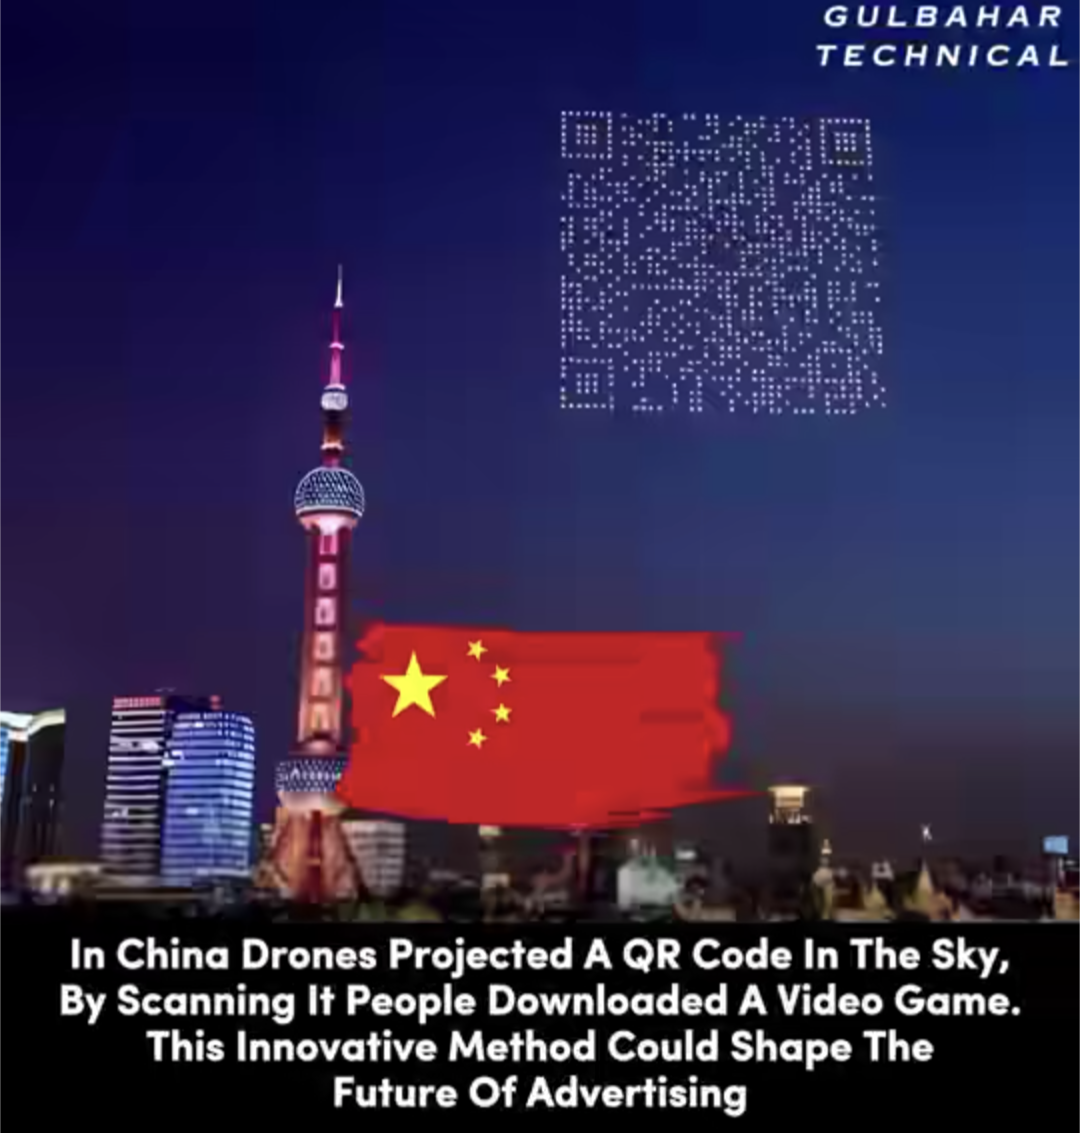 GULBAHAR
TECHNICAL
In China Drones Projected A QR Code In The Sky,
By Scanning It People Downloaded A Video Game.
This Innovative Method Could Shape The
Future Of Advertising